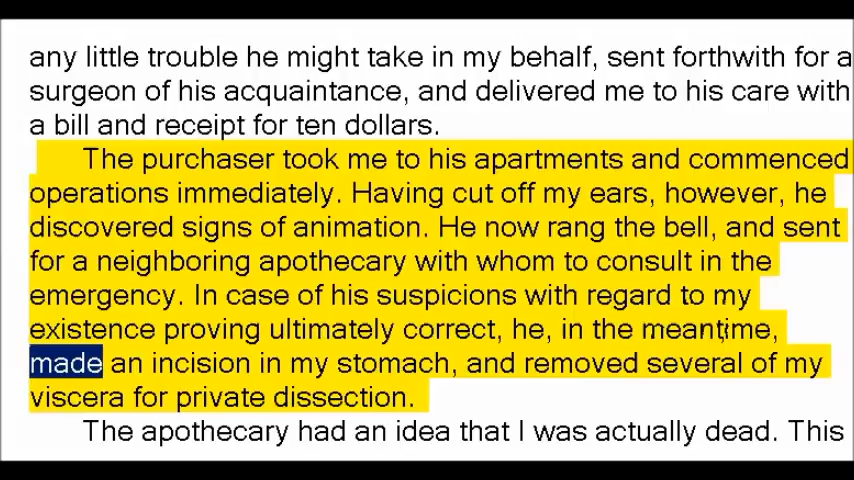 any little trouble he might take in my behalf, sent forthwith for a
surgeon of his acquaintance, and delivered me to his care with
a bill and receipt for ten dollars.
The purchaser took me to his apartments and commenced
operations immediately. Having cut off my ears, however, he
discovered signs of animation. He now rang the bell, and sent
for a neighboring apothecary with whom to consult in the
emergency. In case of his suspicions with regard to my
existence proving ultimately correct, he, in the meantime,
made an incision in my stomach, and removed several of my
viscera for private dissection.
The apothecary had an idea that I was actually dead. This